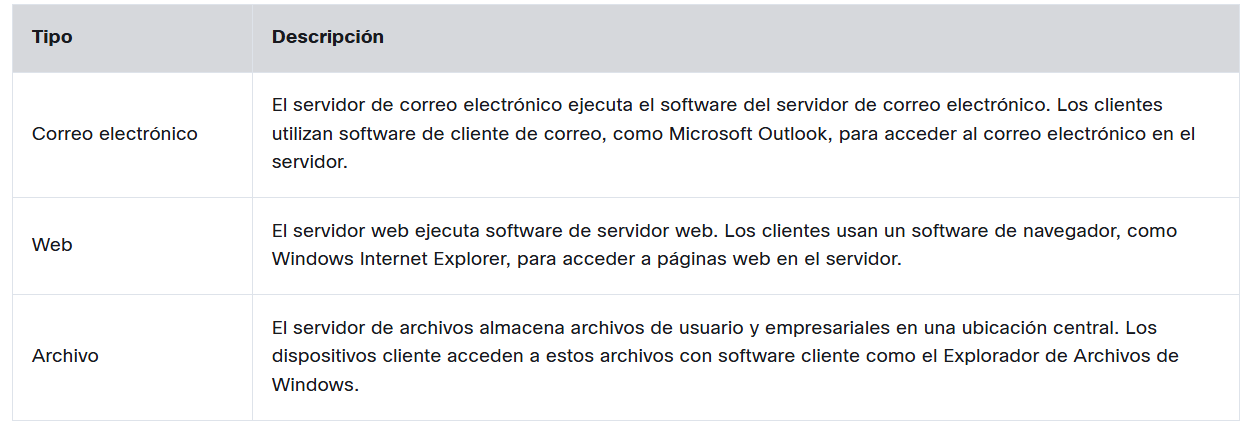 Tipo
Descripción
Correo electrónico
El servidor de correo electrónico ejecuta el software del servidor de correo electrónico. Los clientes
utilizan software de cliente de correo, como Microsoft Outlook, para acceder al correo electrónico en el
servidor.
Web
El servidor web ejecuta software de servidor web. Los clientes usan un software de navegador, como
Windows Internet Explorer, para acceder a páginas web en el servidor.
Archivo
El servidor de archivos almacena archivos de usuario y empresariales en una ubicación central. Los
dispositivos cliente acceden a estos archivos con software cliente como el Explorador de Archivos de
Windows.